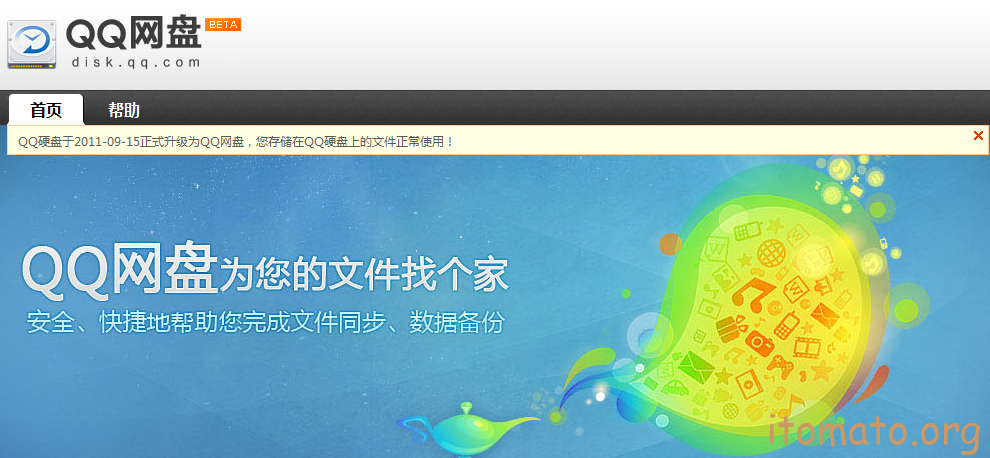 QQ网盘 BETA
disk.qq.com
首页 帮助
QQ硬盘于2011-09-15正式升级为QQ网盘，您存储在QQ硬盘上的文件正常使用！
QQ网盘为您的文件找个家
安全、快捷地帮助您完成文件同步、数据备份
itomato.org